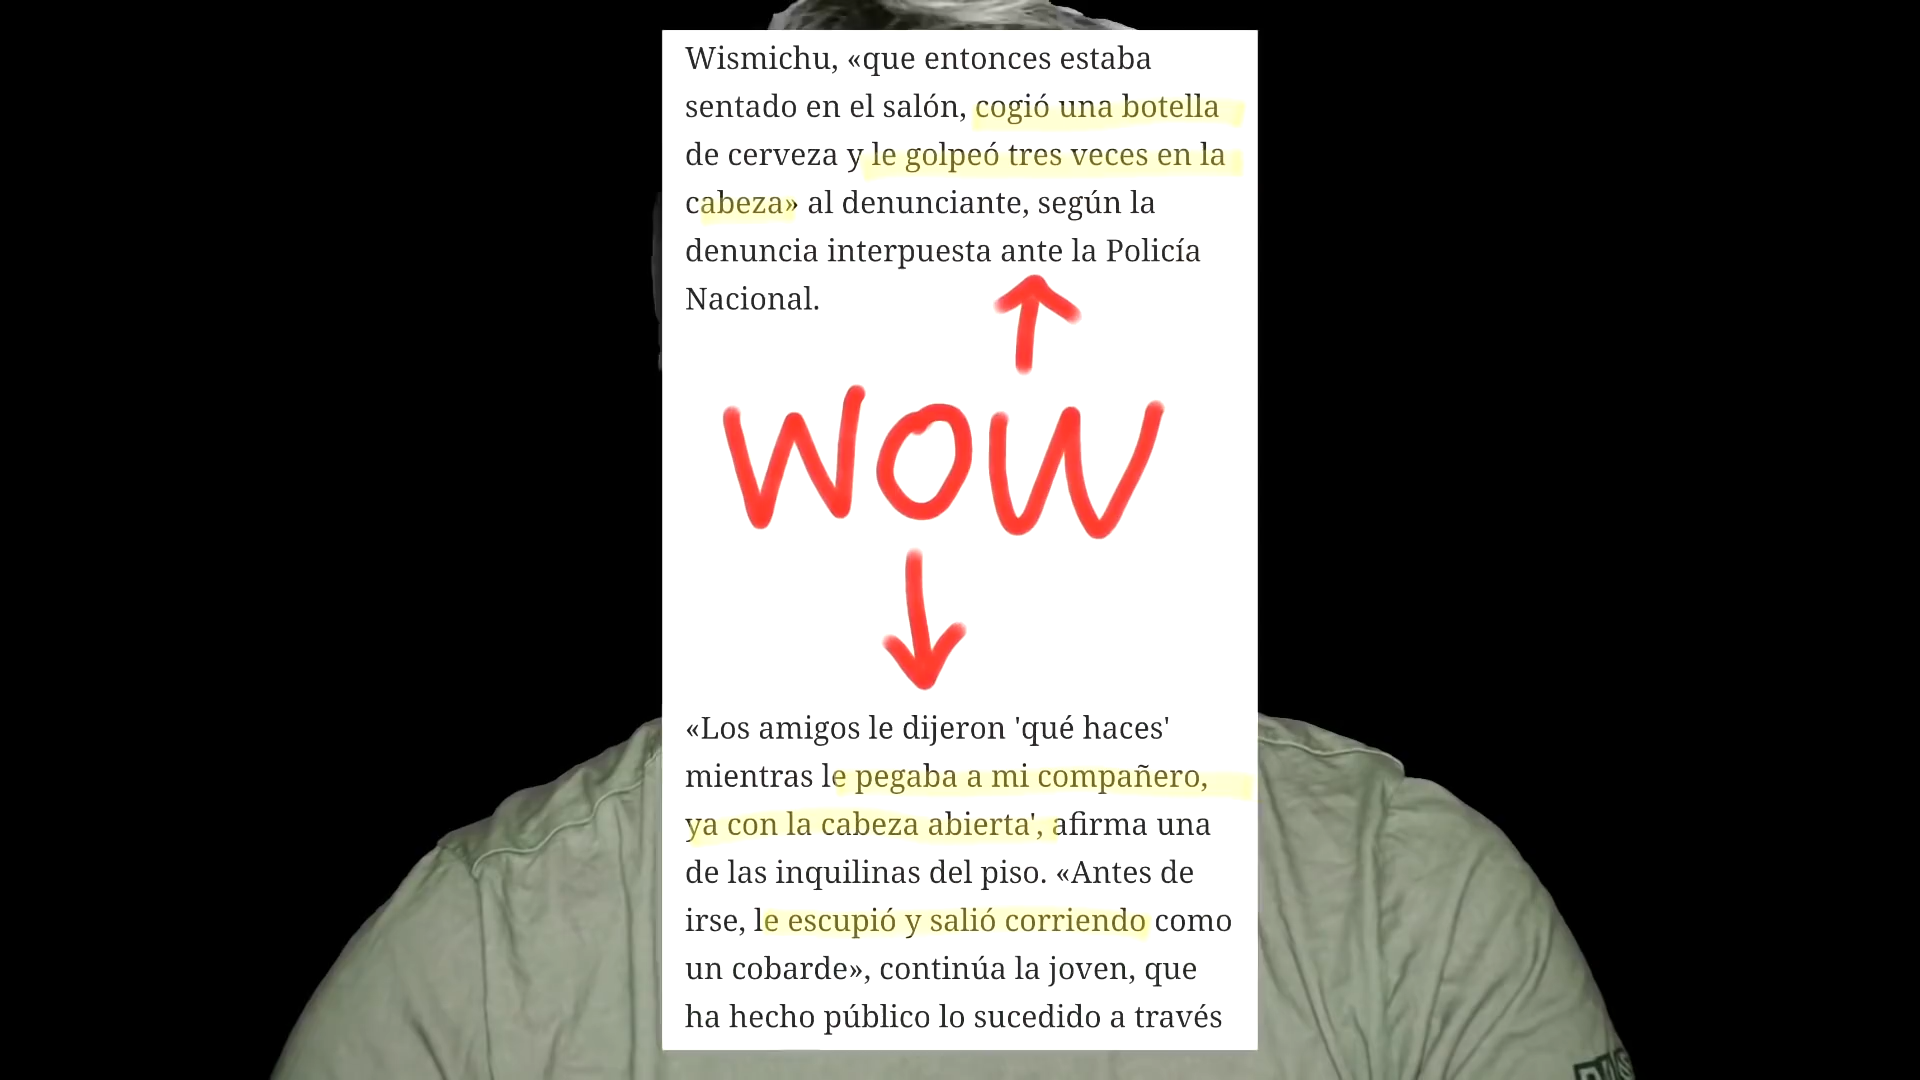 Wismichu, «que entonces estaba
sentado en el salón, cogió una botella
de cerveza y le golpeó tres veces en la
cabeza» al denunciante, según la
denuncia interpuesta ante la Policía
Nacional.
WOW
«Los amigos le dijeron 'qué haces'
mientras le pegaba a mi compañero,
ya con la cabeza abierta', afirma una
de las inquilinas del piso. «Antes de
irse, le escupió y salió corriendo como
un cobarde», continúa la joven, que
ha hecho público lo sucedido a través